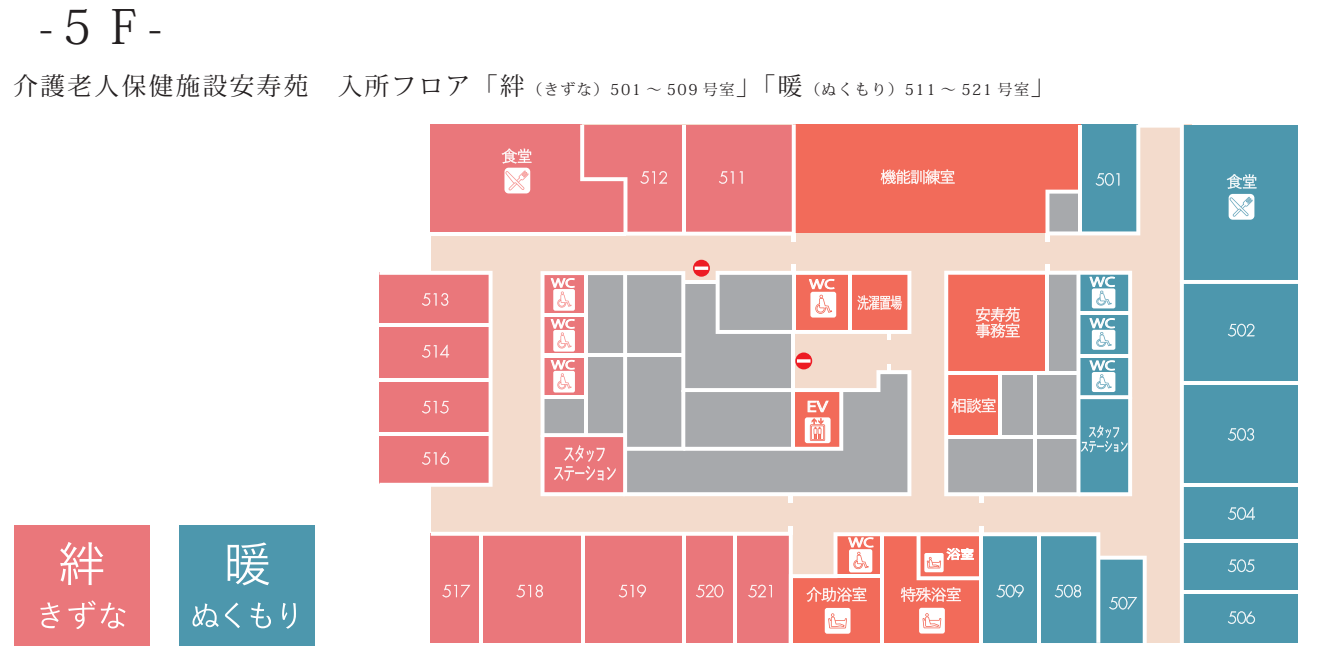 -５Ｆ-
介護老人保健施設安寿苑　入所フロア「絆（きずな）501～509号室」「暖（ぬくもり）511～521号室」
食堂
512
511
機能訓練室
501
食堂
513
514
515
516
WC
WC
WC
スタッフ
ステーション
WC
洗濯置場
EV
安寿苑
事務室
相談室
WC
WC
WC
スタッフ
ステーション
502
503
504
505
506
517
518
519
520
521
WC
介助浴室
浴室
特殊浴室
509
508
507
絆
きずな
暖
ぬくもり